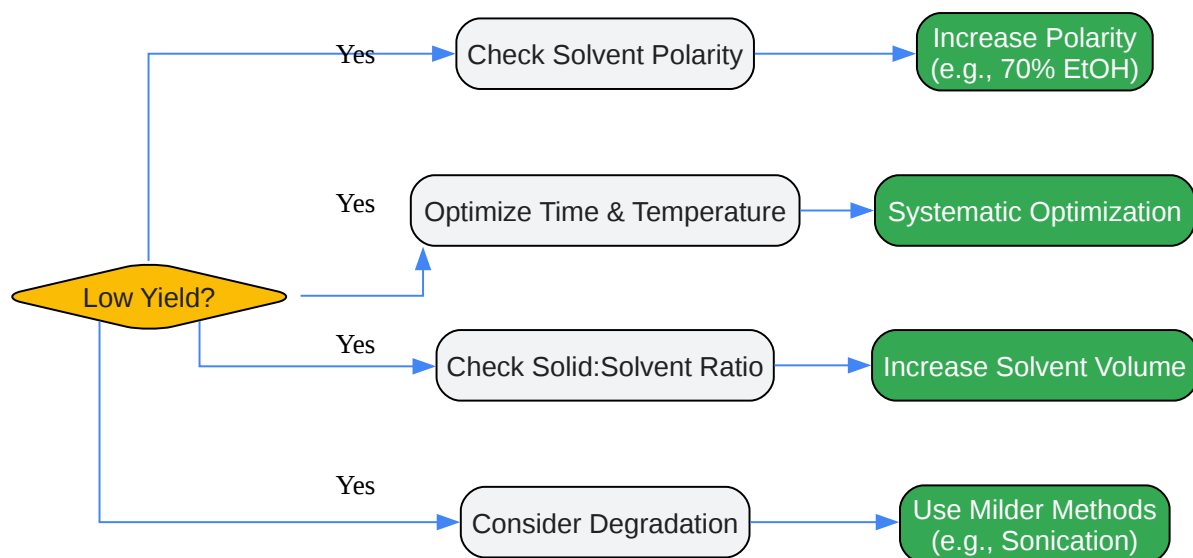 Yes
Check Solvent Polarity
Increase Polarity
(e.g., 70% EtOH)
Yes
Optimize Time & Temperature
Systematic Optimization
Low Yield?
Yes
Check Solid:Solvent Ratio
Increase Solvent Volume
Yes
Consider Degradation
Use Milder Methods
(e.g., Sonication)